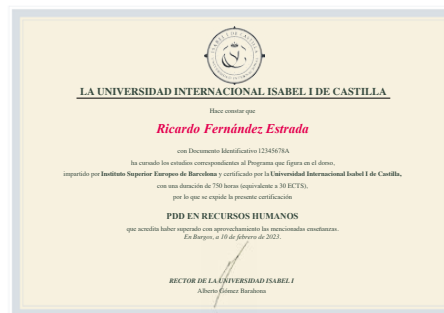 ISABEL I DE CASTILLA
LA UNIVERSIDAD INTERNACIONAL ISABEL I DE CASTILLA
Hace constar que
Ricardo Fernández Estrada
con Documento Identificativo 12345678A
ha cursado los estudios correspondientes al Programa que figura en el dorso,
impartido por Instituto Superior Europeo de Barcelona y certificado por la Universidad Internacional Isabel I de Castilla,
con una duración de 750 horas (equivalente a 30 ECTS),
por lo que se expide la presente certificación
PDD EN RECURSOS HUMANOS
que acredita haber superado con aprovechamiento las mencionadas enseñanzas.
En Burgos, a 10 de febrero de 2023.
RECTOR DE LA UNIVERSIDAD ISABEL I
Alberto Gómez Barahona